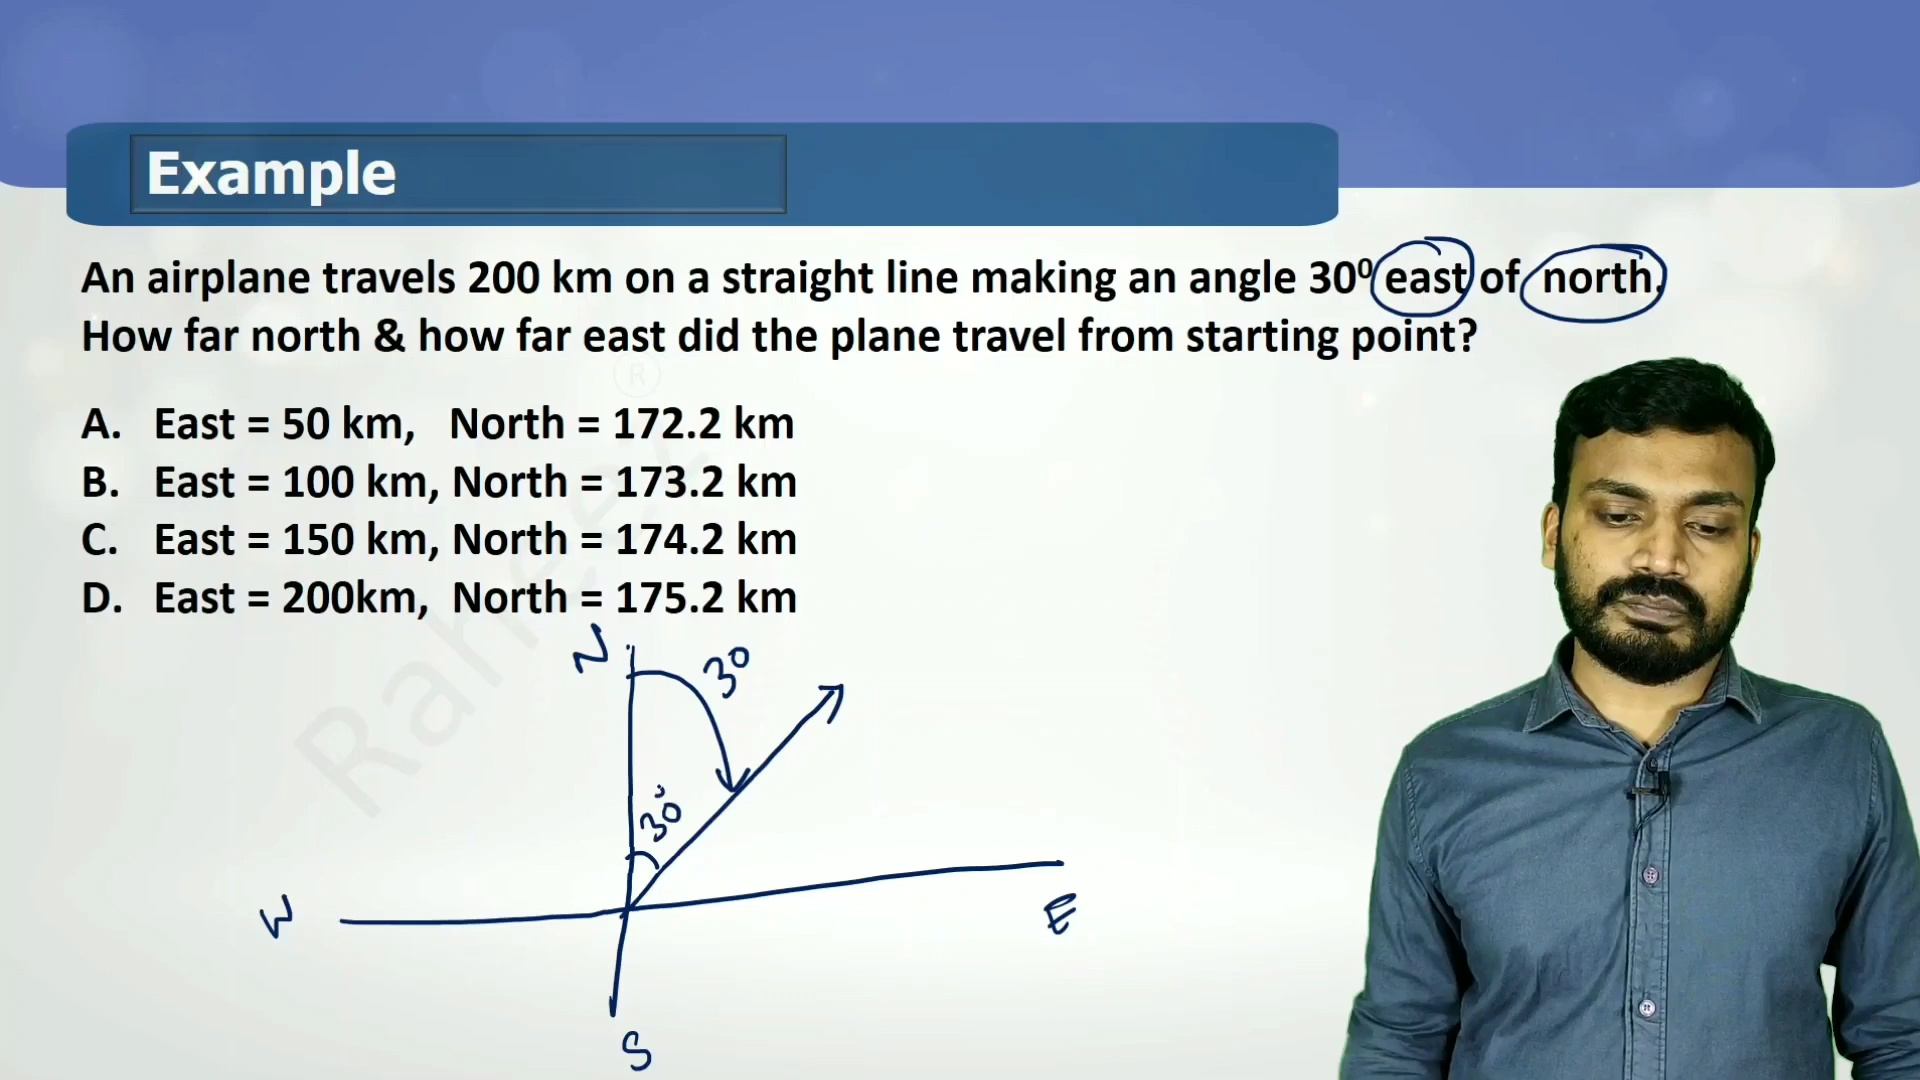 Example
An airplane travels 200 km on a straight line making an angle 30⁰ east of north.
How far north & how far east did the plane travel from starting point?
A. East = 50 km, North = 172.2 km
B. East = 100 km, North = 173.2 km
C. East = 150 km, North = 174.2 km
D. East = 200km, North = 175.2 km
N
30
30°
W
E
S
Rahee
®